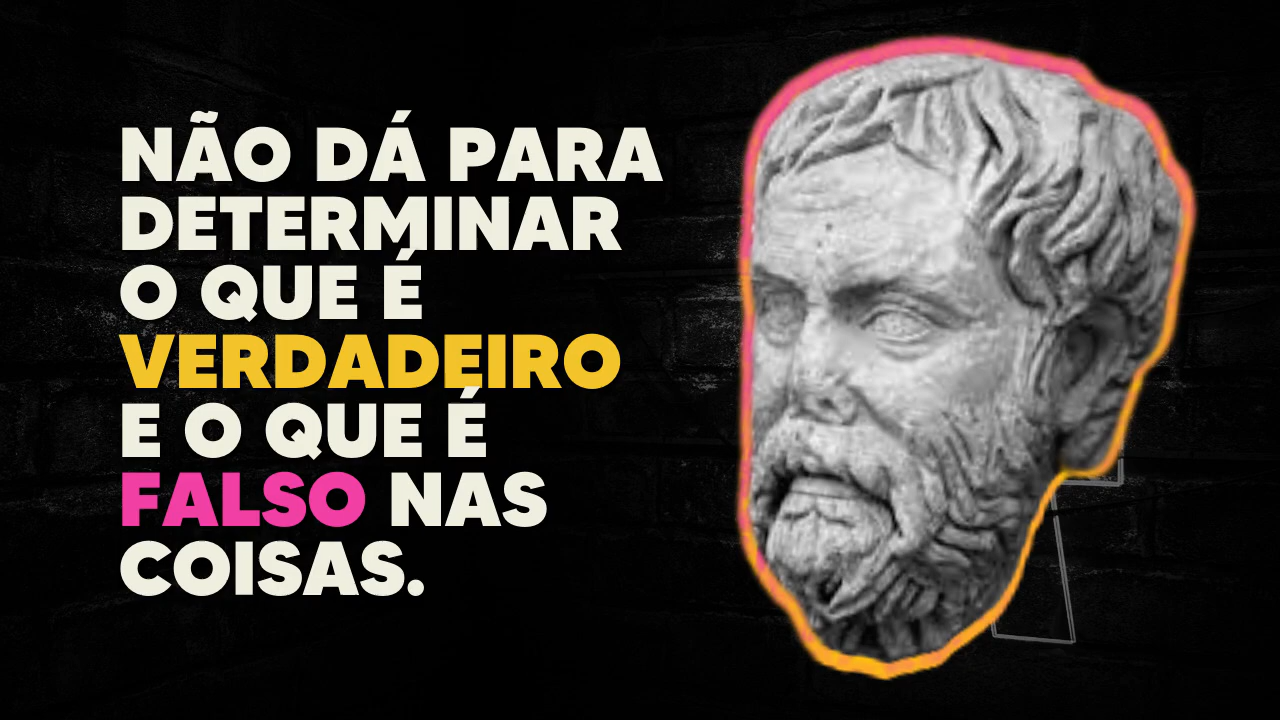 NÃO DÁ PARA
DETERMINAR
O QUE É
VERDADEIRO
E O QUE É
FALSO NAS
COISAS.